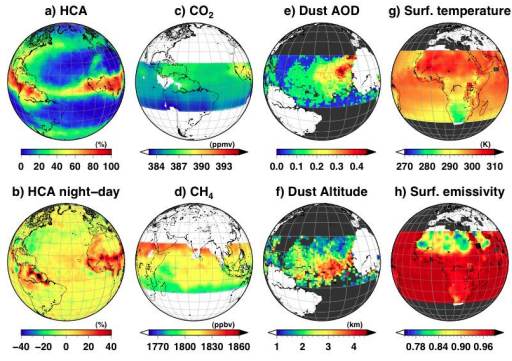 a) HCA
c) CO2
e) Dust AOD
g) Surf. temperature
(%)
(ppmv)
(K)
0 20 40 60 80 100
384 387 390 393
0.0 0.1 0.2 0.3 0.4
270 280 290 300 310
b) HCA night–day
d) CH4
f) Dust Altitude
h) Surf. emissivity
(%)
(ppbv)
(km)
−40 −20 0 20 40
1770 1800 1830 1860
1 2 3 4
0.78 0.84 0.90 0.96